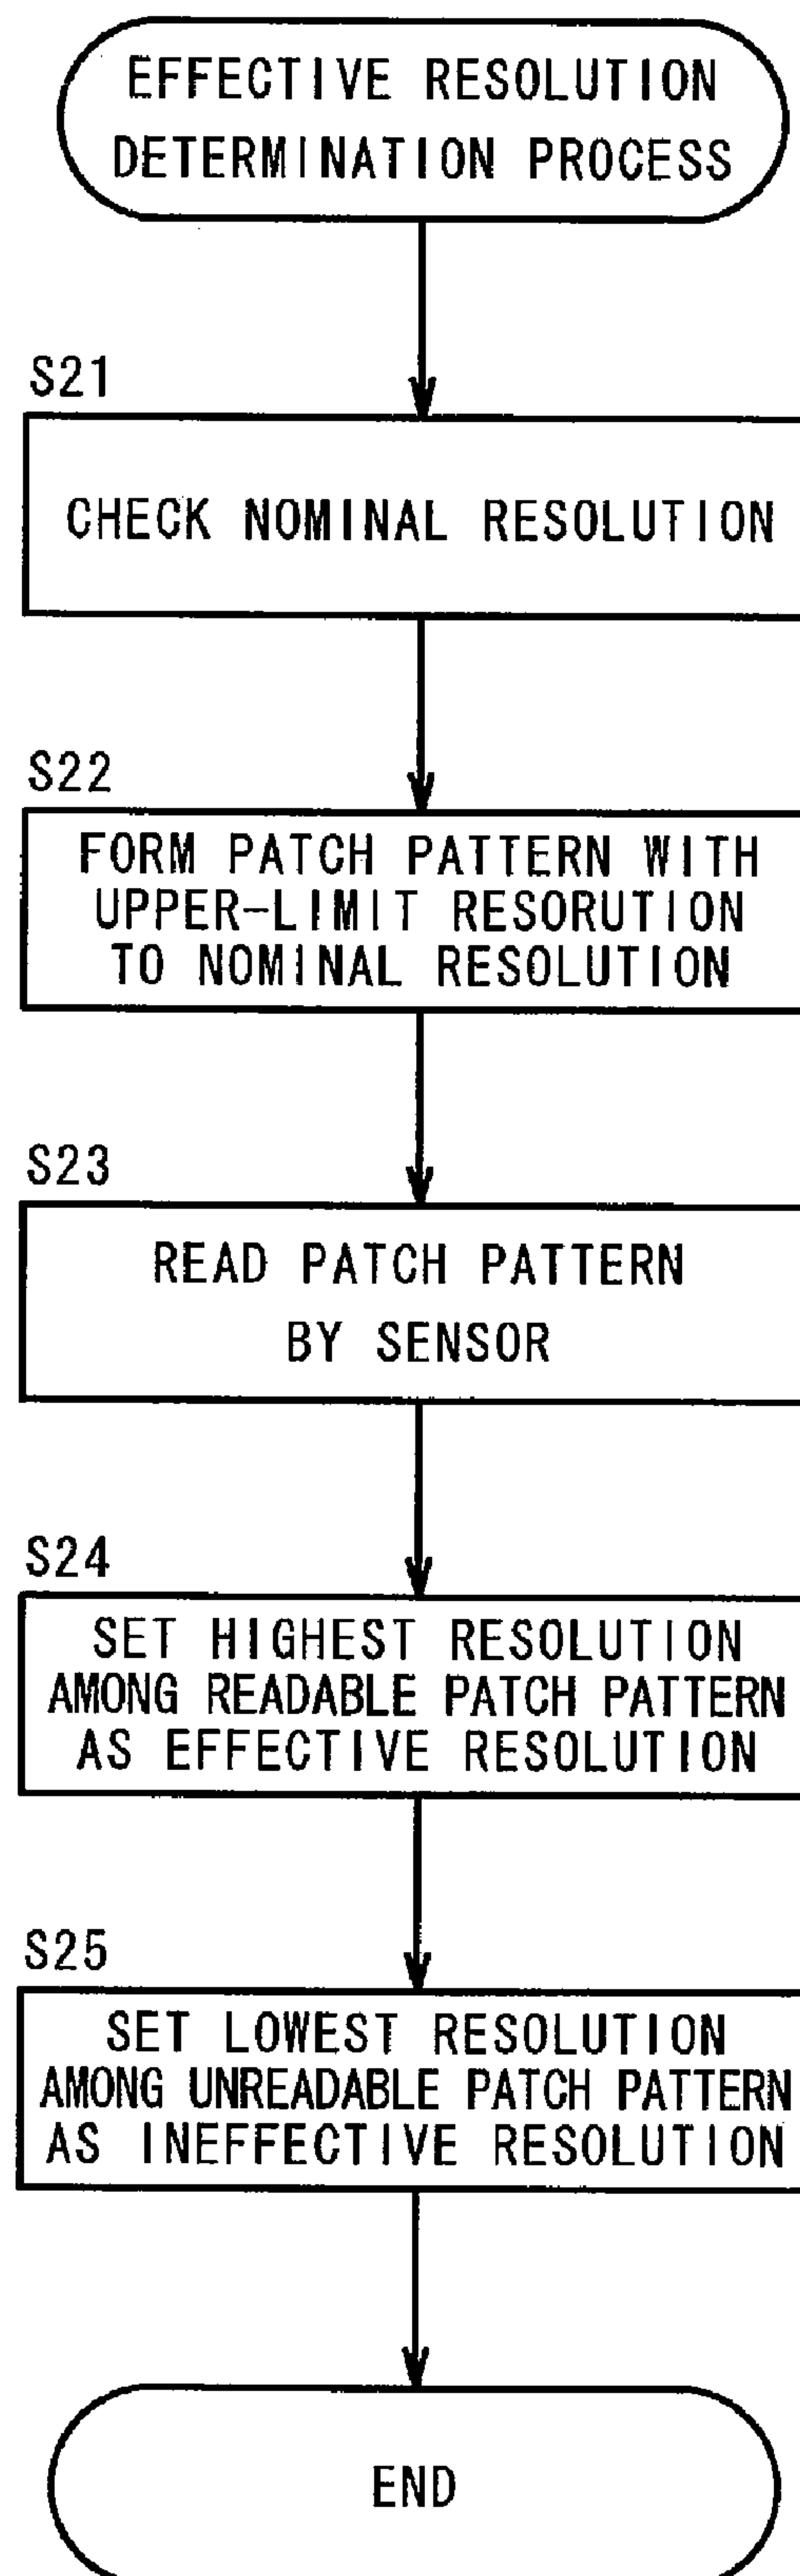 EFFECTIVE RESOLUTION
DETERMINATION PROCESS
S21
CHECK NOMINAL RESOLUTION
S22
FORM PATCH PATTERN WITH
UPPER-LIMIT RESORUTION
TO NOMINAL RESOLUTION
S23
READ PATCH PATTERN
BY SENSOR
S24
SET HIGHEST RESOLUTION
AMONG READABLE PATCH PATTERN
AS EFFECTIVE RESOLUTION
S25
SET LOWEST RESOLUTION
AMONG UNREADABLE PATCH PATTERN
AS INEFFECTIVE RESOLUTION
END